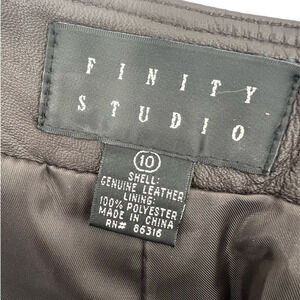 FINITY
STUDIO
10
SHELL:
GENUINE LEATHER
LINING:
100% POLYESTER
MADE IN CHINA
RN# 86316